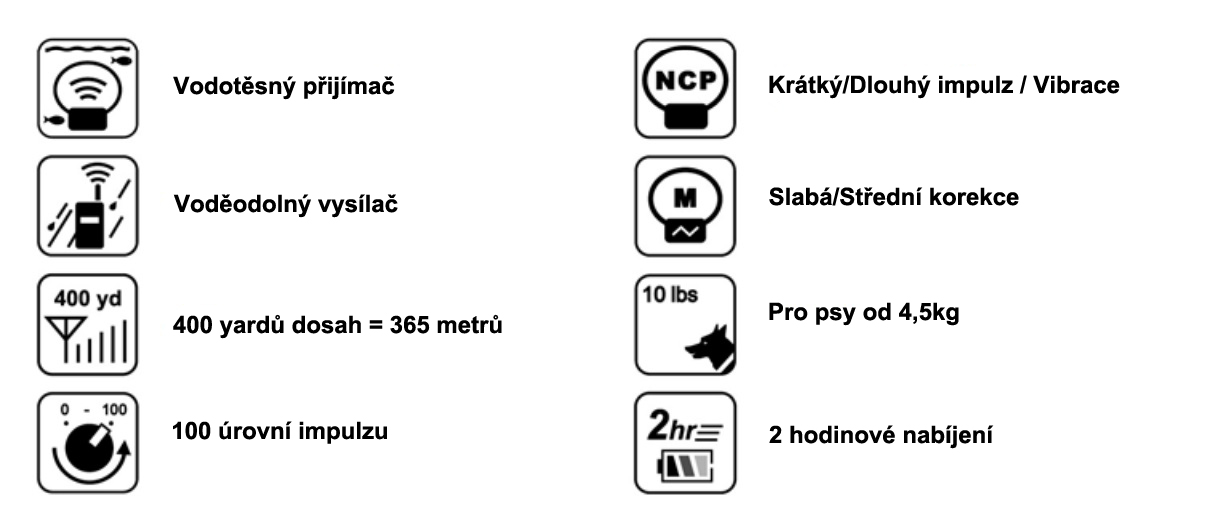 Vodotěsný přijímač
Voděodolný vysílač
400 yd
400 yardů dosah = 365 metrů
0 - 100
100 úrovní impulzu
NCP
Krátký/Dlouhý impulz / Vibrace
M
Slabá/Střední korekce
10 lbs
Pro psy od 4,5kg
2hr
2 hodinové nabíjení